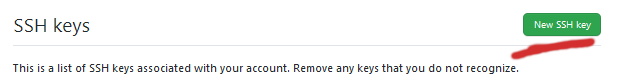 SSH keys
New SSH key
This is a list of SSH keys associated with your account. Remove any keys that you do not recognize.